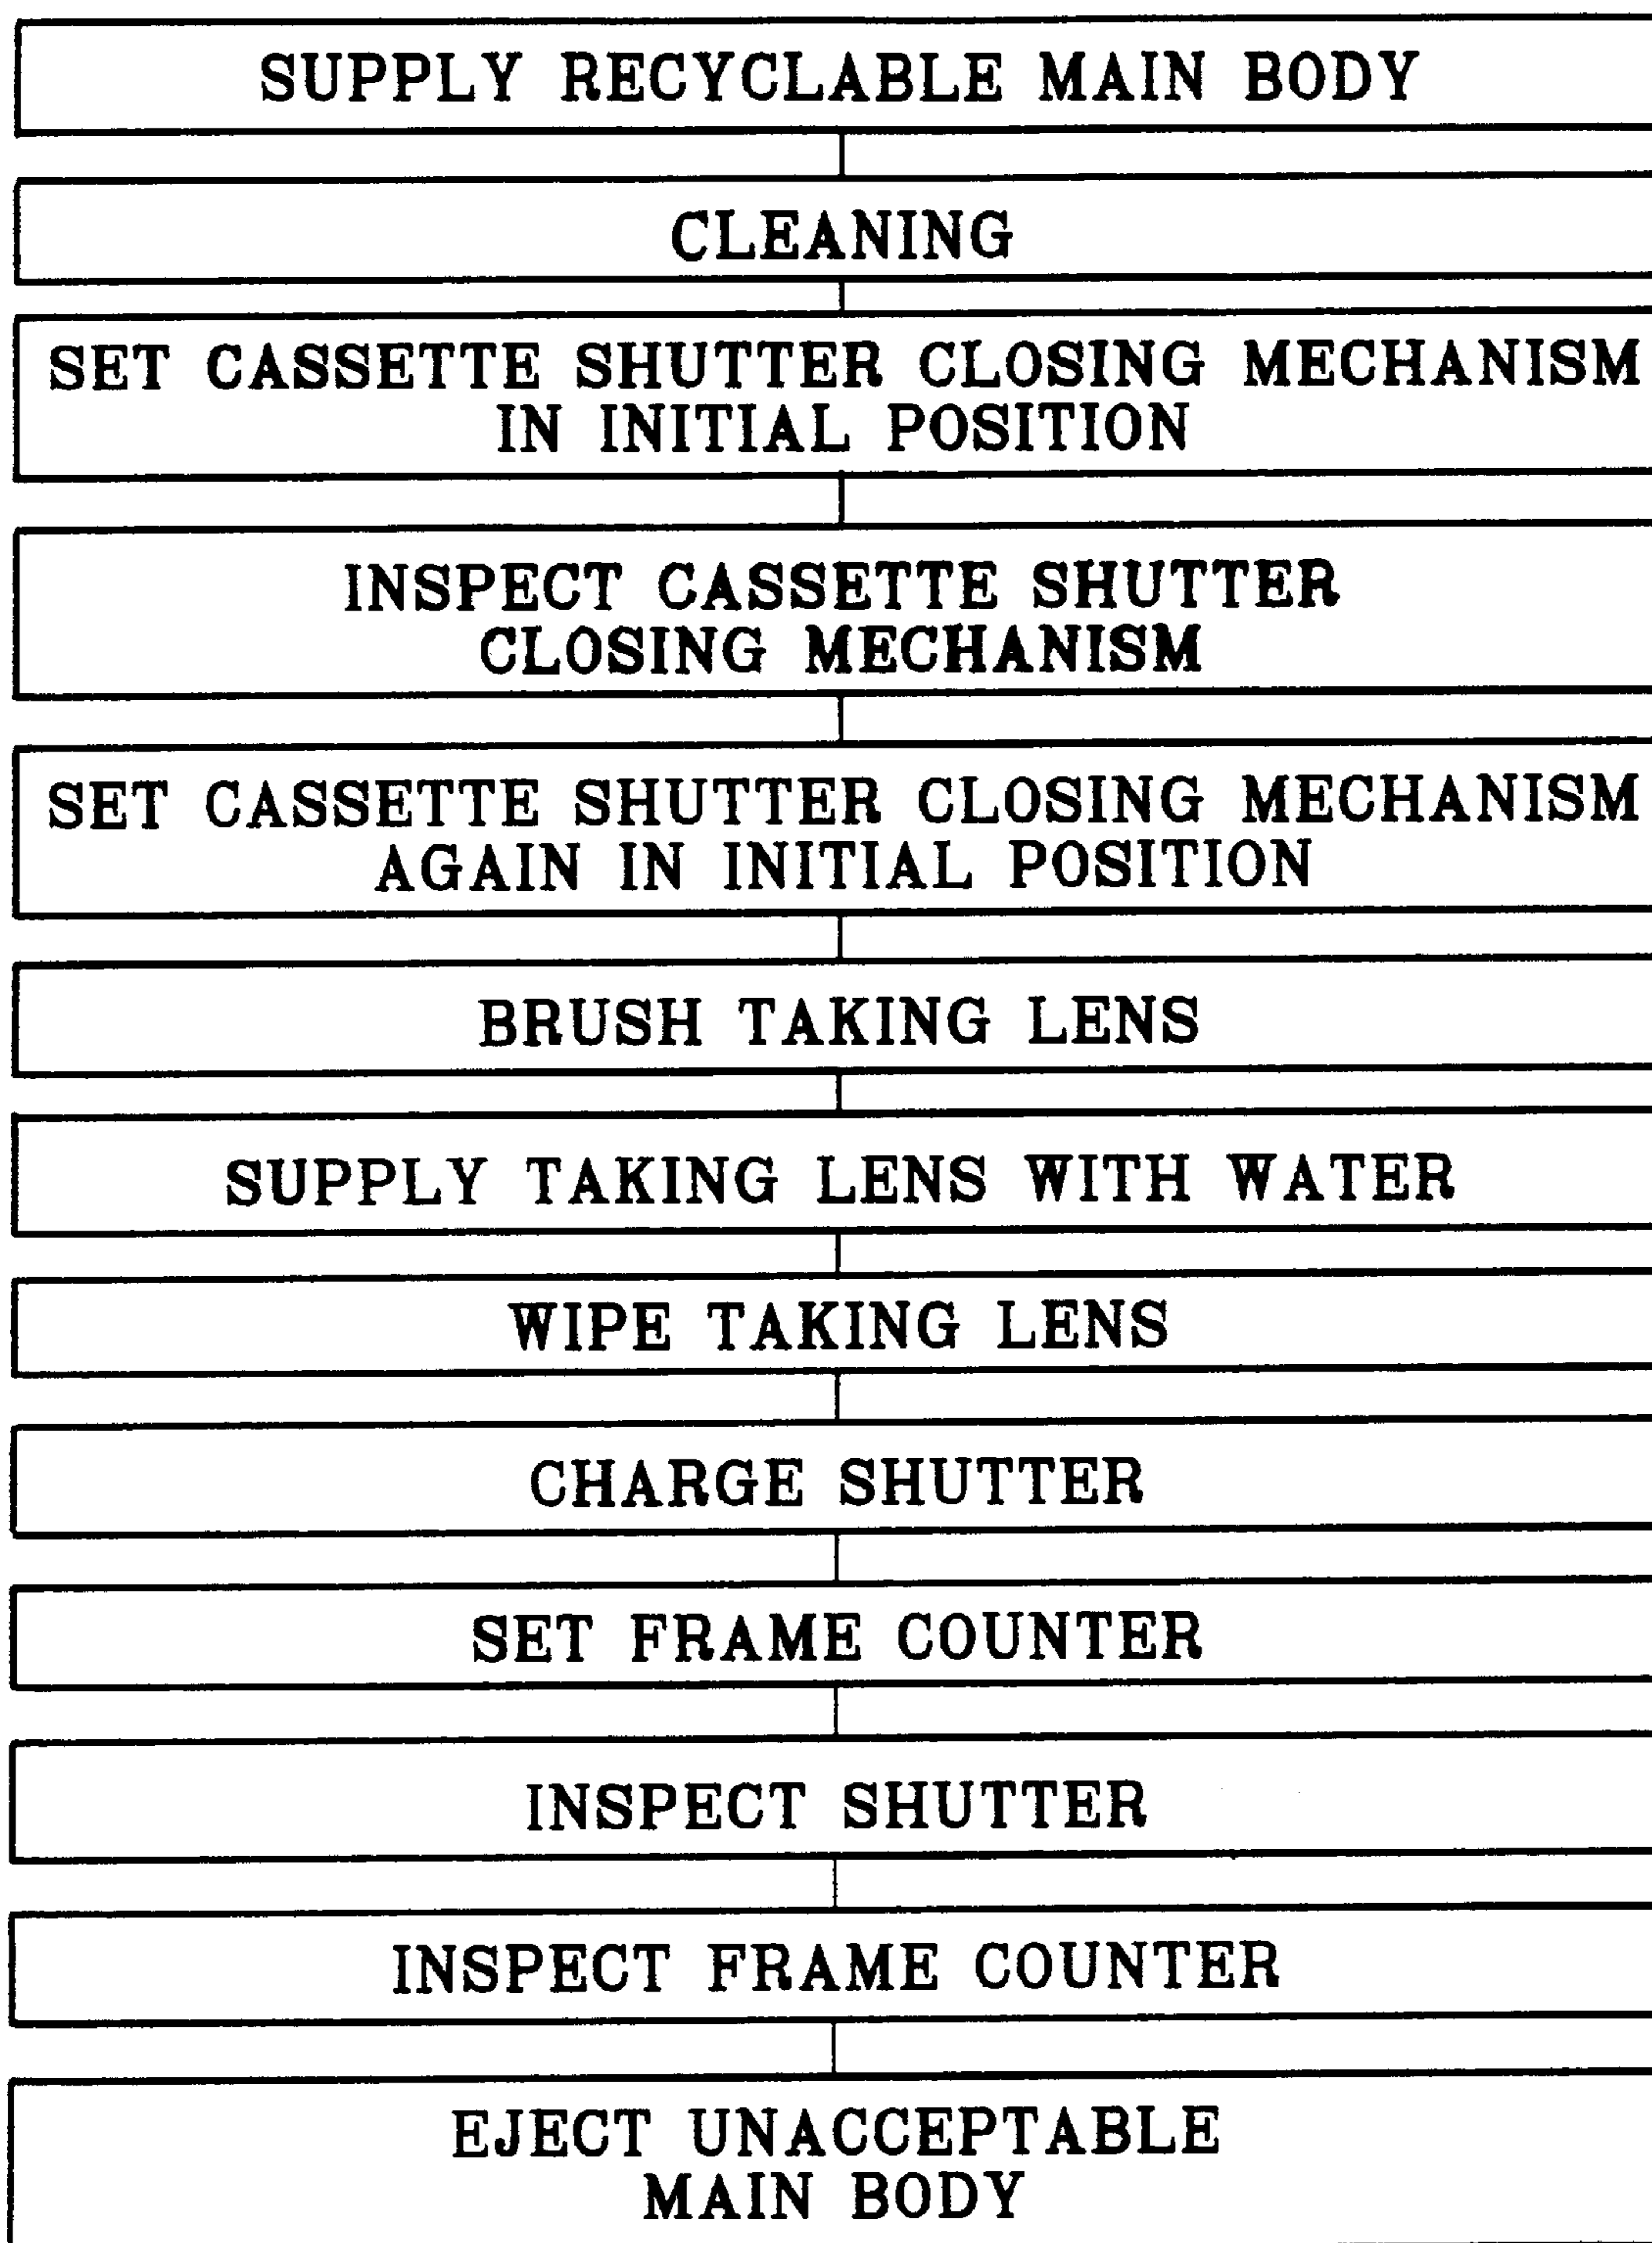 SUPPLY RECYCLABLE MAIN BODY
CLEANING
SET CASSETTE SHUTTER CLOSING MECHANISM
IN INITIAL POSITION
INSPECT CASSETTE SHUTTER
CLOSING MECHANISM
SET CASSETTE SHUTTER CLOSING MECHANISM
AGAIN IN INITIAL POSITION
BRUSH TAKING LENS
SUPPLY TAKING LENS WITH WATER
WIPE TAKING LENS
CHARGE SHUTTER
SET FRAME COUNTER
INSPECT SHUTTER
INSPECT FRAME COUNTER
EJECT UNACCEPTABLE
MAIN BODY